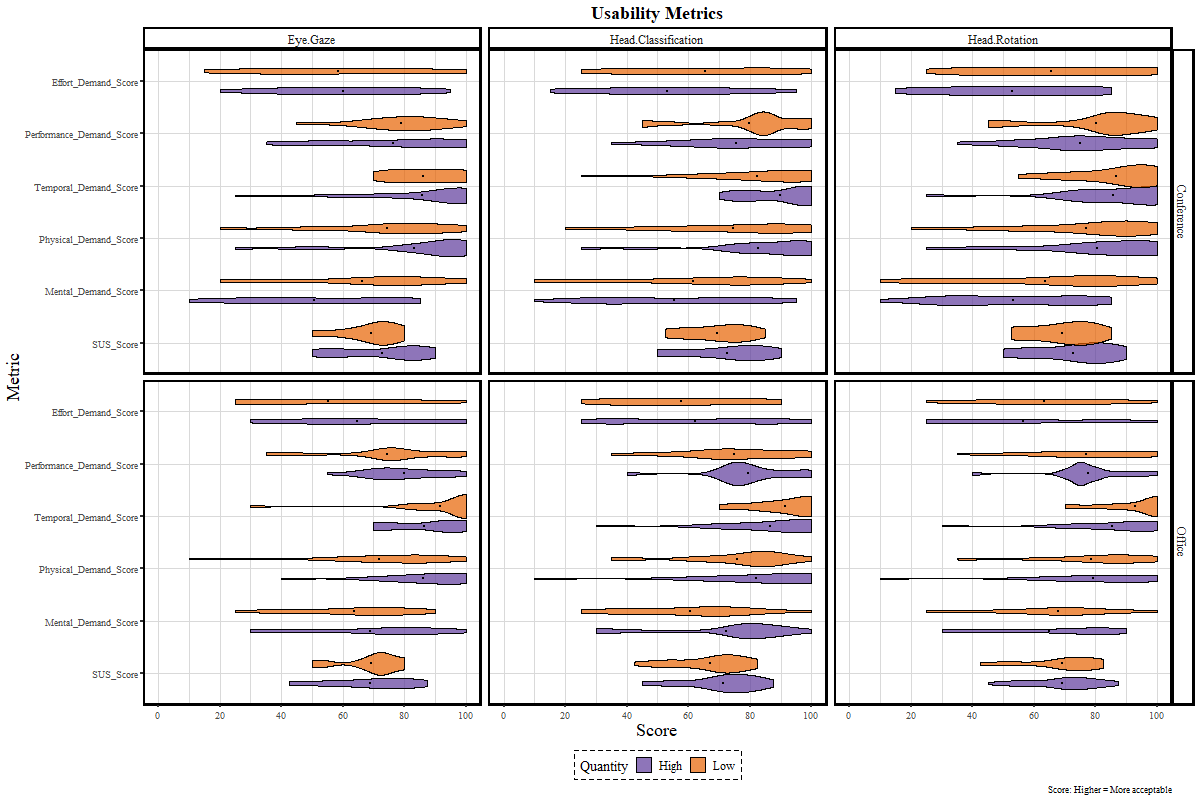 Usability Metrics
Eye.Gaze Head.Classification Head.Rotation
Effort_Demand_Score
Performance_Demand_Score
Temporal_Demand_Score
Physical_Demand_Score
Mental_Demand_Score
SUS_Score
Conference
Metric
Effort_Demand_Score
Performance_Demand_Score
Temporal_Demand_Score
Physical_Demand_Score
Mental_Demand_Score
SUS_Score
Office
0 20 40 60 80 100 0 20 40 60 80 100 0 20 40 60 80 100
Score
Quantity High Low
Score: Higher = More acceptable